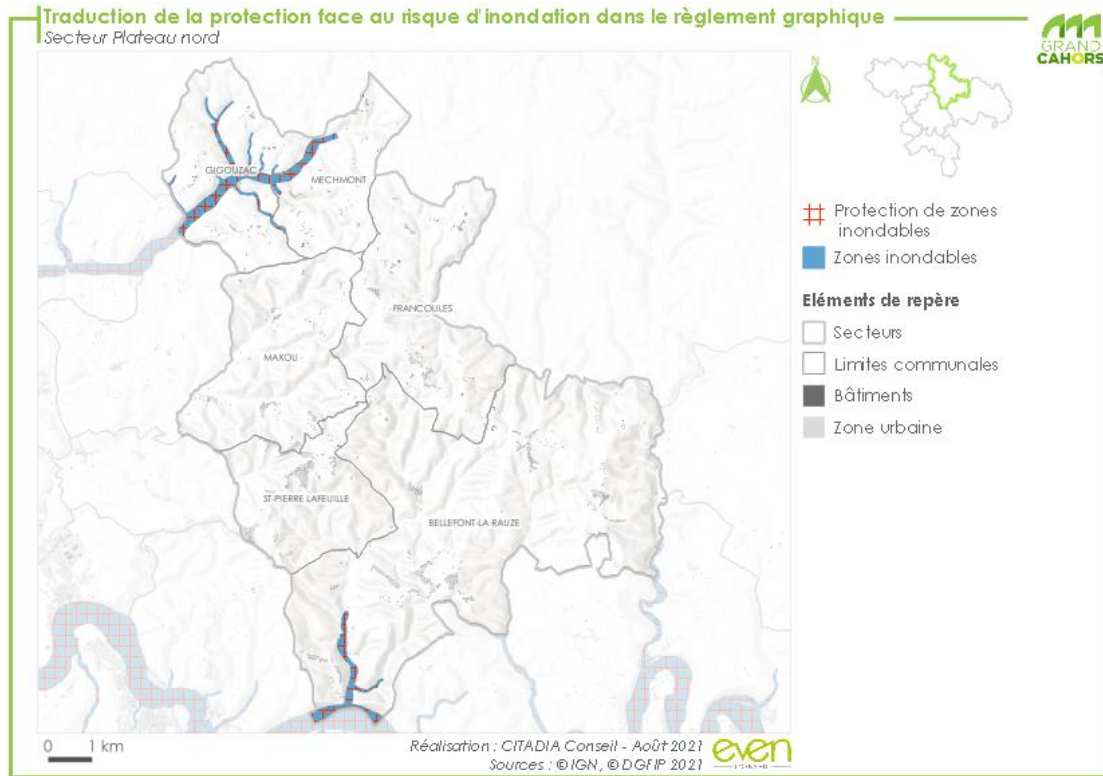 Traduction de la protection face au risque d'inondation dans le règlement graphique
Secteur Plateau nord
GRAND
CAHORS
N
Protection de zones
inondables
Zones inondables
Eléments de repère
Secteurs
Limites communales
Bâtiments
Zone urbaine
GIGOUZAC
MECHMONT
FRANCOULES
MAXOU
ST-PIERRE LAFEUILLE
BELLEFONT-LA RAUZE
0 1 km
Réalisation : CITADIA Conseil - Août 2021
Sources : © IGN, © DGFIP 2021
even